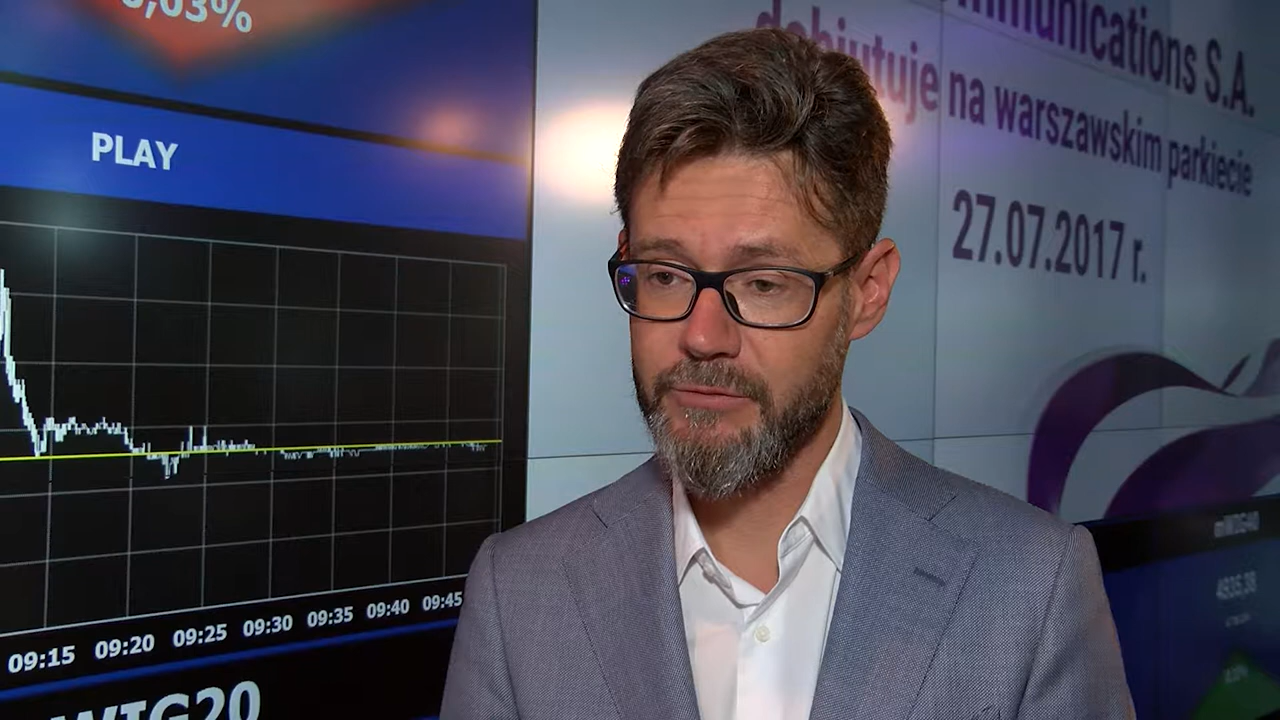 0,03%
PLAY
09:15 09:20 09:25 09:30 09:35 09:40 09:45
WIG20
mmunications S.A.
debiutuje na warszawskim parkiecie
27.07.2017 r.
mWIG40
4935,38